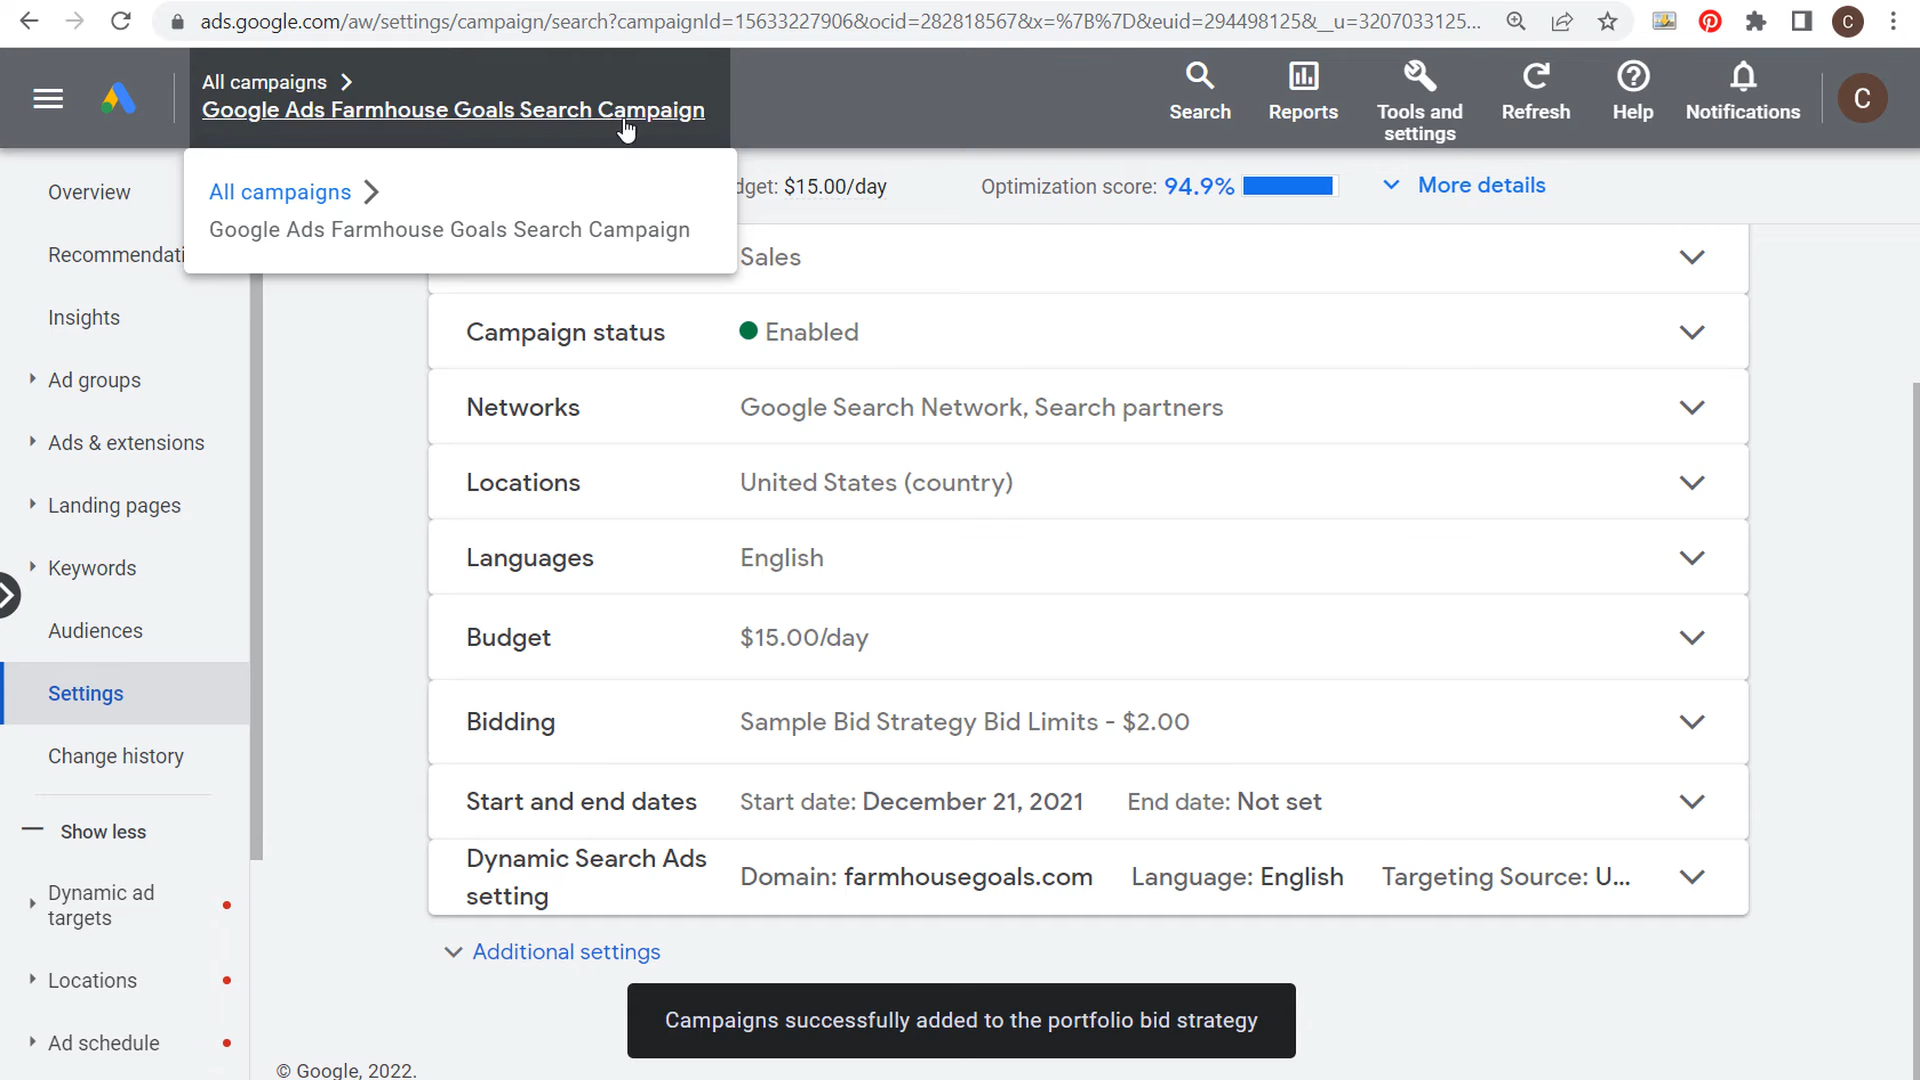 ads.google.com/aw/settings/campaign/search?campaignId=15633227906&ocid=282818567&x=%7B%7D&euid=294498125&__u=3207033125...
C
All campaigns
Google Ads Farmhouse Goals Search Campaign
Search
Reports
Tools and
settings
Refresh
Help
Notifications
C
All campaigns
Google Ads Farmhouse Goals Search Campaign
dget: $15.00/day
Optimization score: 94.9%
More details
Overview
Recommendati
Insights
Ad groups
Ads & extensions
Landing pages
Keywords
Audiences
Settings
Change history
Show less
Dynamic ad
targets
Locations
Ad schedule
Sales
Campaign status
Enabled
Networks
Google Search Network, Search partners
Locations
United States (country)
Languages
English
Budget
$15.00/day
Bidding
Sample Bid Strategy Bid Limits - $2.00
Start and end dates
Start date: December 21, 2021
End date: Not set
Dynamic Search Ads
setting
Domain: farmhousegoals.com
Language: English
Targeting Source: U...
Additional settings
Campaigns successfully added to the portfolio bid strategy
© Google, 2022.